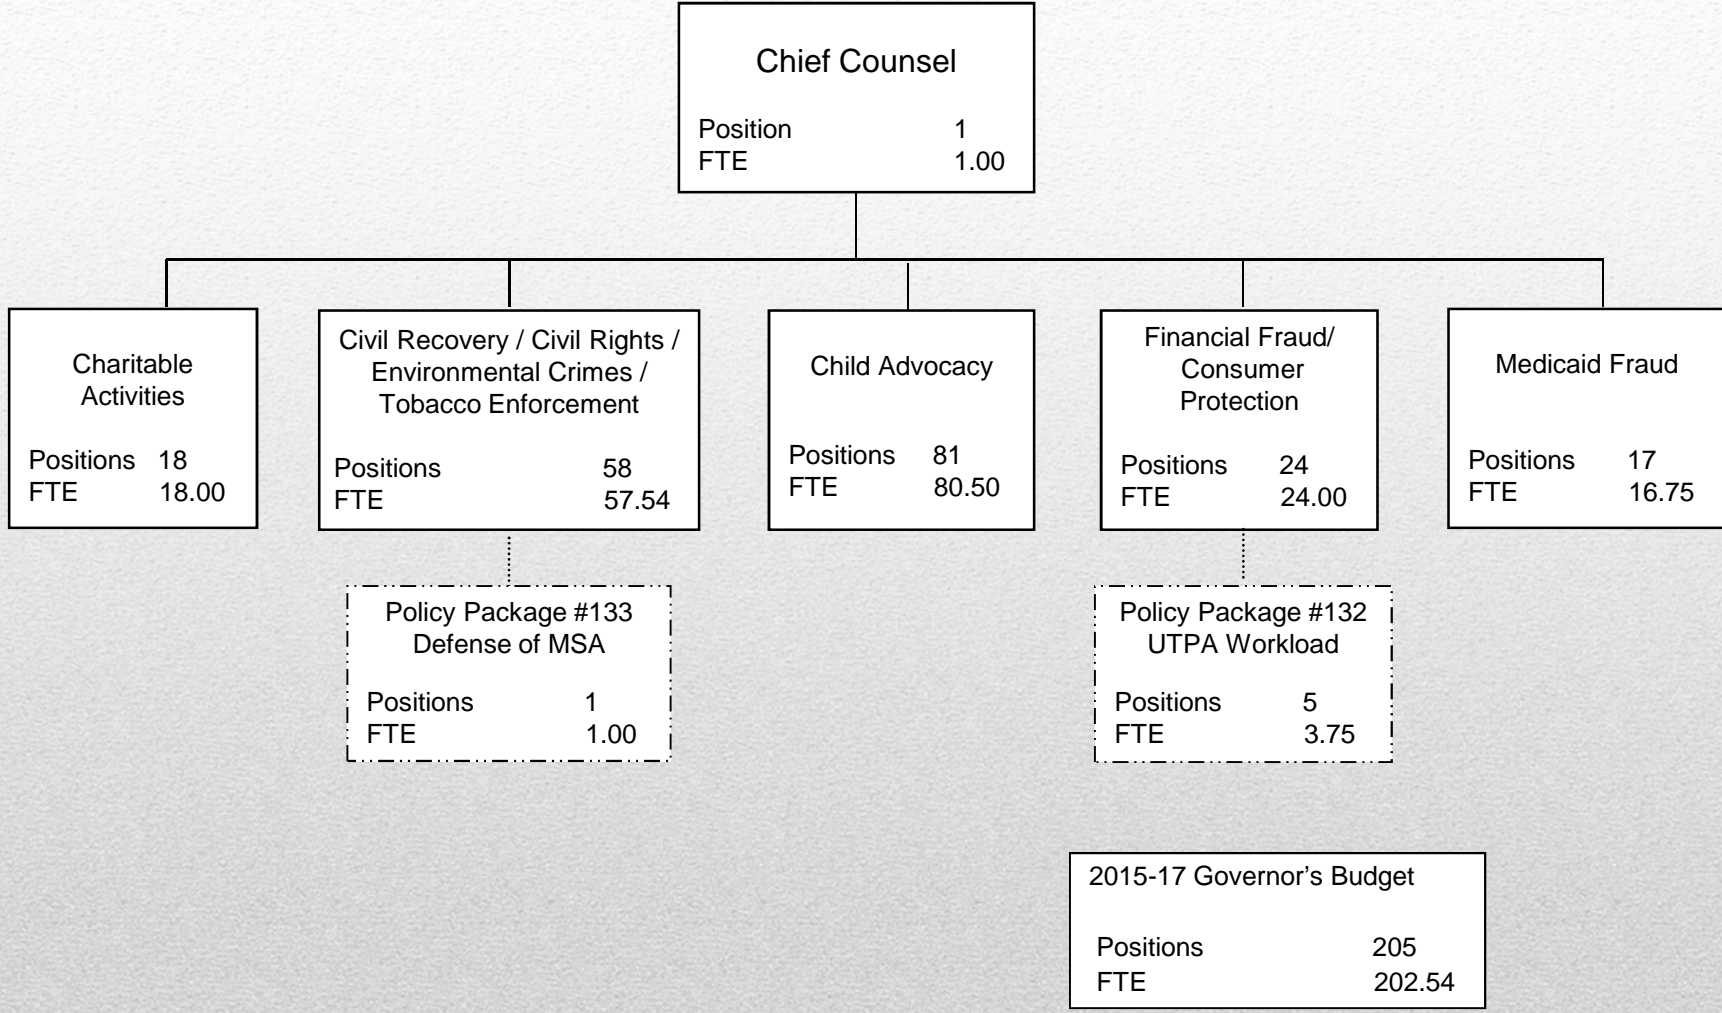 Chief Counsel
Position 1
FTE 1.00
Charitable
Activities
Positions 18
FTE 18.00
Civil Recovery / Civil Rights /
Environmental Crimes /
Tobacco Enforcement
Positions 58
FTE 57.54
Child Advocacy
Positions 81
FTE 80.50
Financial Fraud/
Consumer
Protection
Positions 24
FTE 24.00
Medicaid Fraud
Positions 17
FTE 16.75
Policy Package #133
Defense of MSA
Positions 1
FTE 1.00
Policy Package #132
UTPA Workload
Positions 5
FTE 3.75
2015-17 Governor’s Budget
Positions 205
FTE 202.54